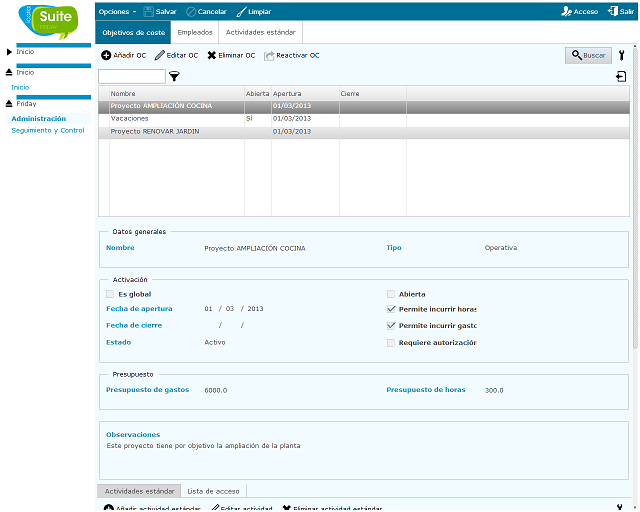 Suite
FRIDAY
Opciones Salvar Cancelar Limpiar Acceso Salir
Inicio
Inicio
Inicio
Friday
Administración
Seguimiento y Control
Objetivos de coste Empleados Actividades estándar
Añadir OC Editar OC Eliminar OC Reactivar OC Buscar
Nombre Abierta Apertura Cierre
Proyecto AMPLIACIÓN COCINA 01/03/2013
Vacaciones Sí 01/03/2013
Proyecto RENOVAR JARDIN 01/03/2013
Datos generales
Nombre Proyecto AMPLIACIÓN COCINA Tipo Operativa
Activación
Es global Abierta
Fecha de apertura 01 / 03 / 2013 Permite incurrir horas
Fecha de cierre / / Permite incurrir gasto
Estado Activo Requiere autorización
Presupuesto
Presupuesto de gastos 6000.0 Presupuesto de horas 300.0
Observaciones
Este proyecto tiene por objetivo la ampliación de la planta
Actividades estándar Lista de acceso
Añadir actividad estándar Editar actividad Eliminar actividad estándar